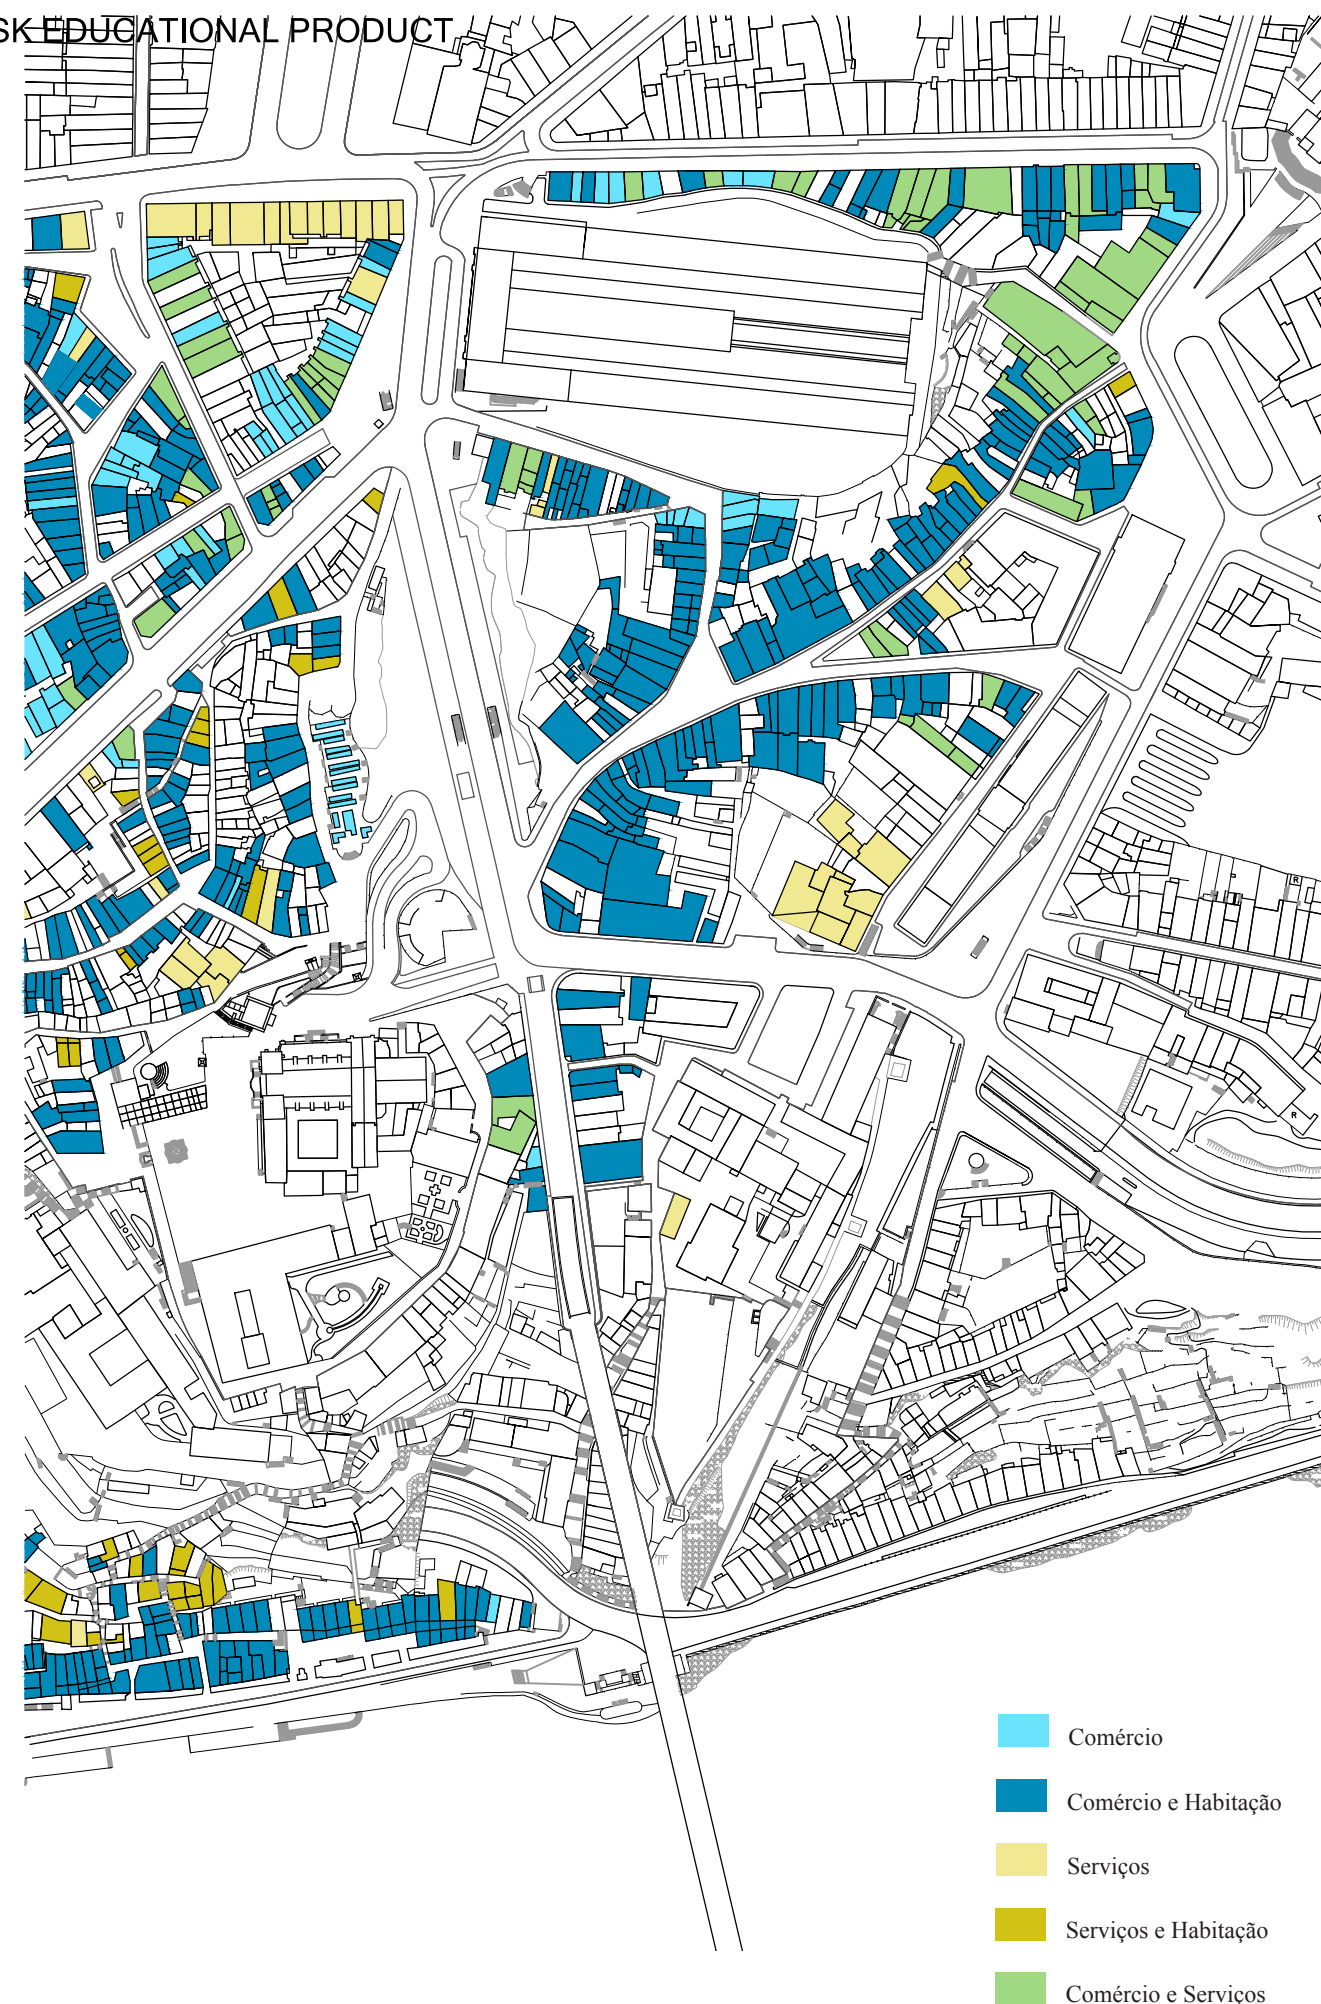 SK EDUCATIONAL PRODUCT
R
R
Comércio
Comércio e Habitação
Serviços
Serviços e Habitação
Comércio e Serviços